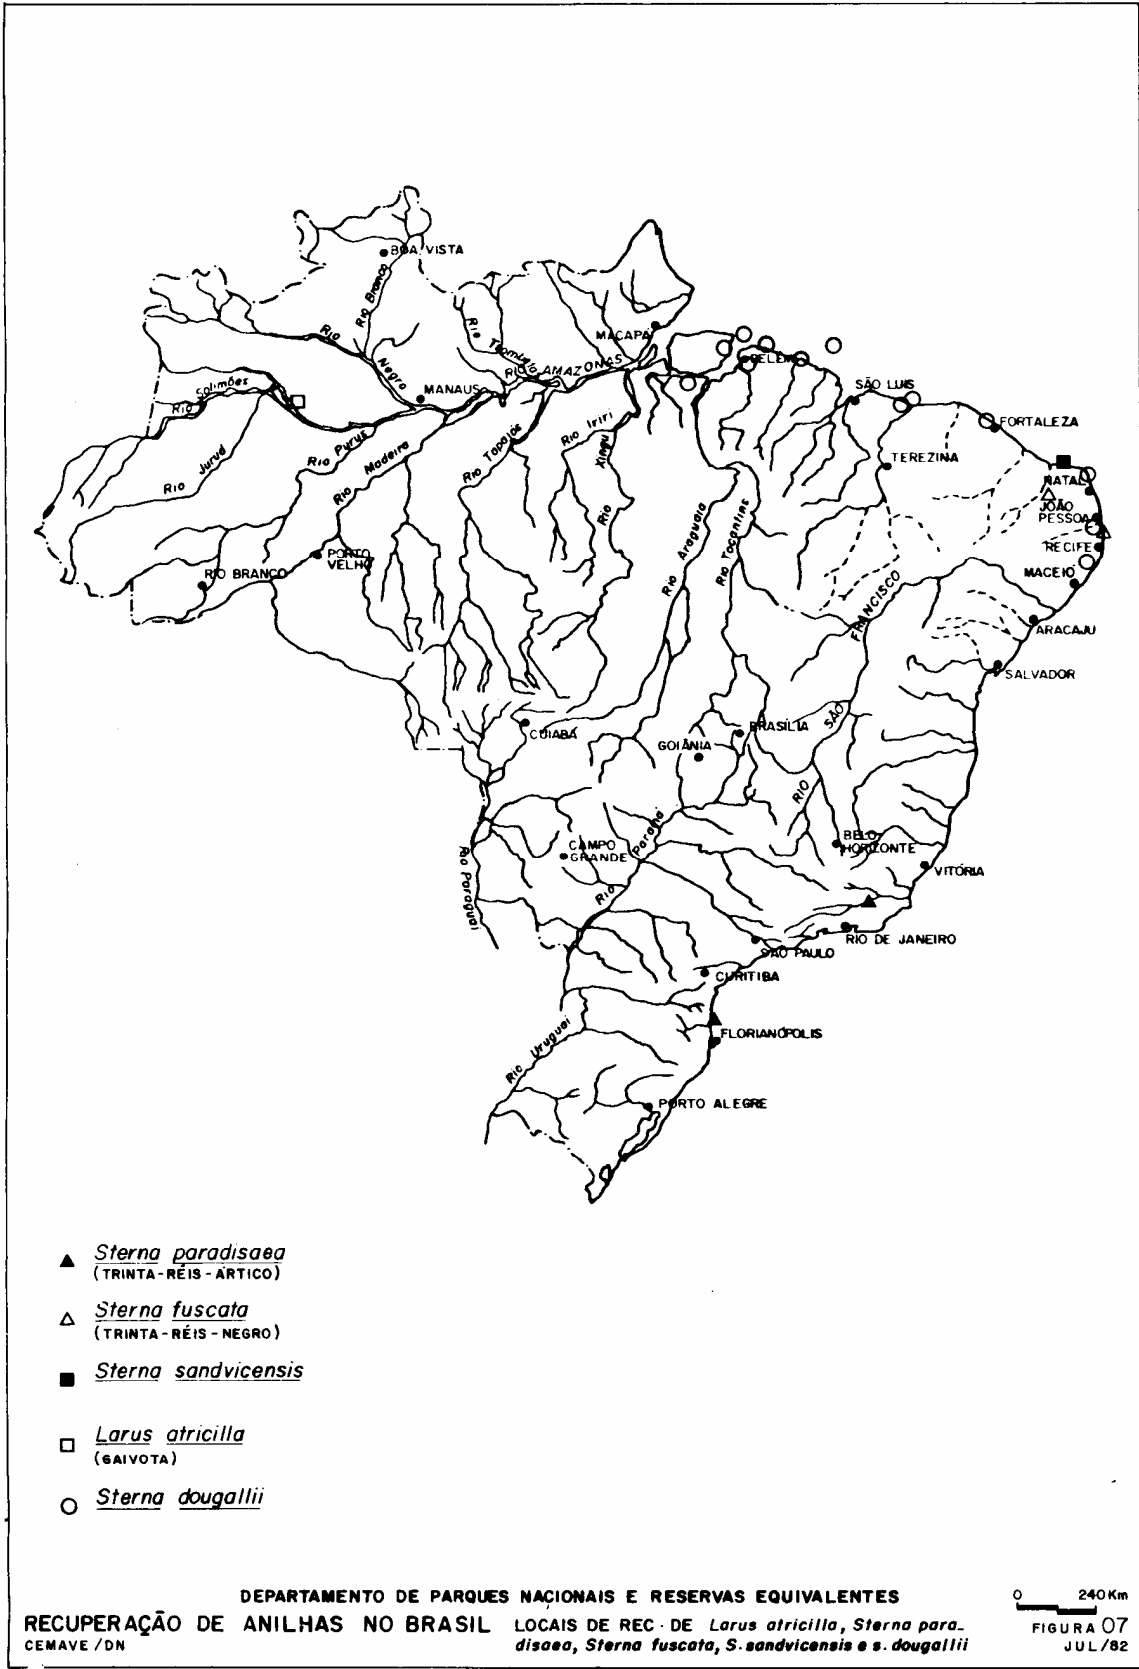 BOA VISTA
Rio Branco
Rio
Negro
MACAPÁ
Rio
Trombeta
RIO AMAZONAS
BELÉM
Rio Solimões
MANAUS
SÃO LUIS
FORTALEZA
Rio Juruá
Rio Purus
Rio Madeira
Rio Tapajós
Rio Iriri
Xingu
Rio
TEREZINA
NATAL
JOÃO
PESSOA
RECIFE
MACEIÓ
ARACAJU
SALVADOR
Rio Araguaia
Rio Tocantins
PORTO
VELHO
RIO BRANCO
RIO
SÃO
FRANCISCO
CUIABÁ
GOIÂNIA
BRASÍLIA
Rio Paraguai
CAMPO
GRANDE
Rio
Paraná
BELO
HORIZONTE
VITÓRIA
RIO DE JANEIRO
SÃO PAULO
CURITIBA
FLORIANÓPOLIS
Rio Uruguai
PORTO ALEGRE
Sterna paradisaea
(TRINTA-RÉIS-ÁRTICO)
Sterna fuscata
(TRINTA-RÉIS-NEGRO)
Sterna sandvicensis
Larus atricilla
(GAIVOTA)
Sterna dougallii
DEPARTAMENTO DE PARQUES NACIONAIS E RESERVAS EQUIVALENTES
RECUPERAÇÃO DE ANILHAS NO BRASIL LOCAIS DE REC. DE Larus atricilla, Sterna para-
CEMAVE/DN disaea, Sterna fuscata, S.sandvicensis e s.dougallii
0 240Km
FIGURA 07
JUL/82